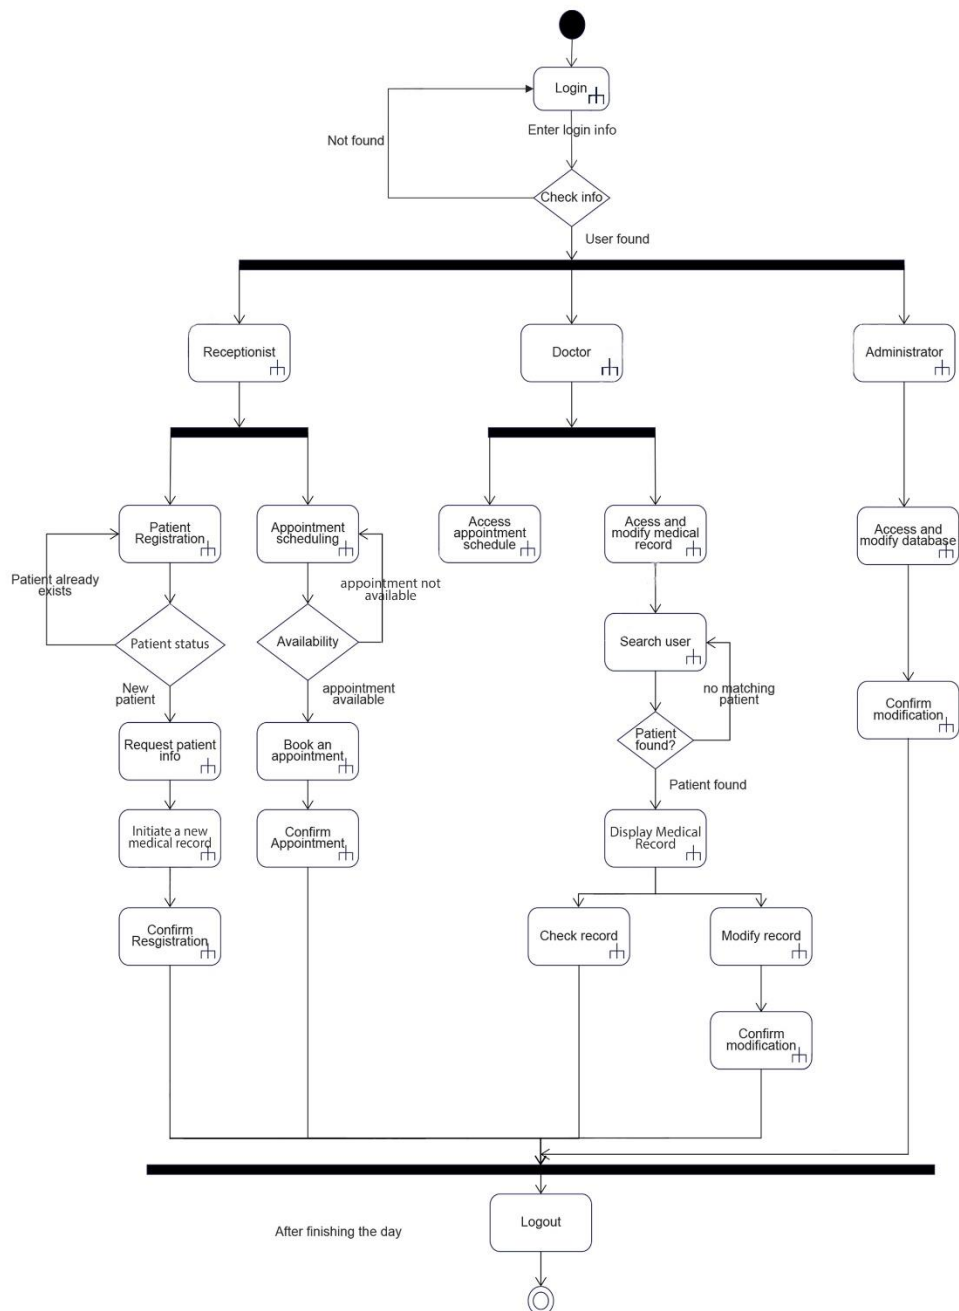 Login
Enter login info
Not found
Check info
User found
Receptionist
Doctor
Administrator
Patient
Registration
Appointment
scheduling
Access
appointment
schedule
Acess and
modify medical
record
Access and
modify database
Patient already
exists
appointment not
available
Patient status
Availability
Search user
New
patient
appointment
available
no matching
patient
Confirm
modification
Request patient
info
Book an
appointment
Patient
found?
Patient found
Initiate a new
medical record
Confirm
Appointment
Display Medical
Record
Confirm
Resgistration
Check record
Modify record
Confirm
modification
After finishing the day
Logout